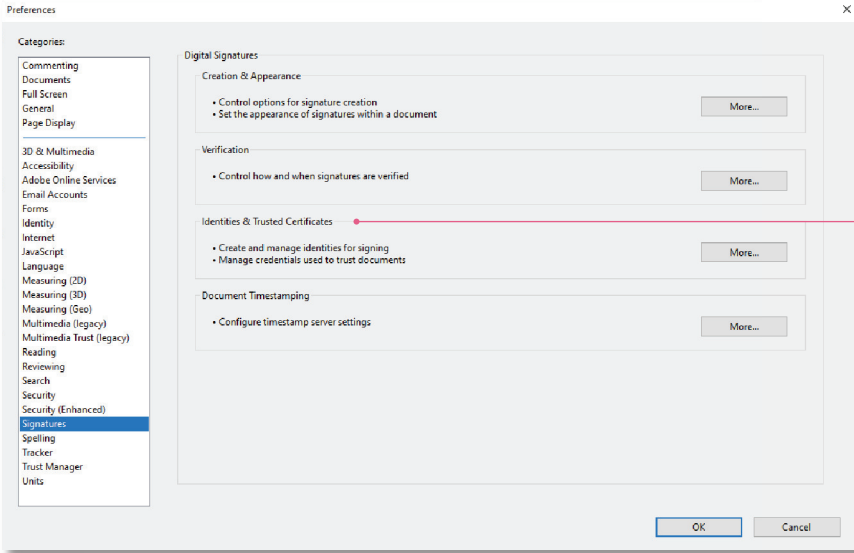 Preferences
Categories:
Commenting
Documents
Full Screen
General
Page Display
3D & Multimedia
Accessibility
Adobe Online Services
Email Accounts
Forms
Identity
Internet
JavaScript
Language
Measuring (2D)
Measuring (3D)
Measuring (Geo)
Multimedia (legacy)
Multimedia Trust (legacy)
Reading
Reviewing
Search
Security
Security (Enhanced)
Signatures
Spelling
Tracker
Trust Manager
Units
Digital Signatures
Creation & Appearance
• Control options for signature creation
• Set the appearance of signatures within a document
More...
Verification
• Control how and when signatures are verified
More...
Identities & Trusted Certificates
• Create and manage identities for signing
• Manage credentials used to trust documents
More...
Document Timestamping
• Configure timestamp server settings
More...
OK
Cancel